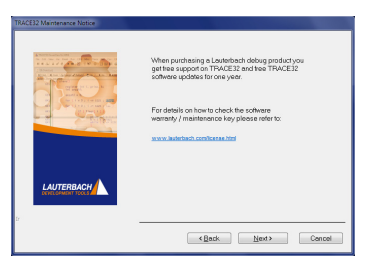 TRACE32 Maintenance Notice
When purchasing a Lauterbach debug product you
get free support on TRACE32 and free TRACE32
software updates for one year.
For details on how to check the software
warranty / maintenance key please refer to:
www.lauterbach.com/license.html
LAUTERBACH
DEVELOPMENT TOOLS
< Back
Next >
Cancel